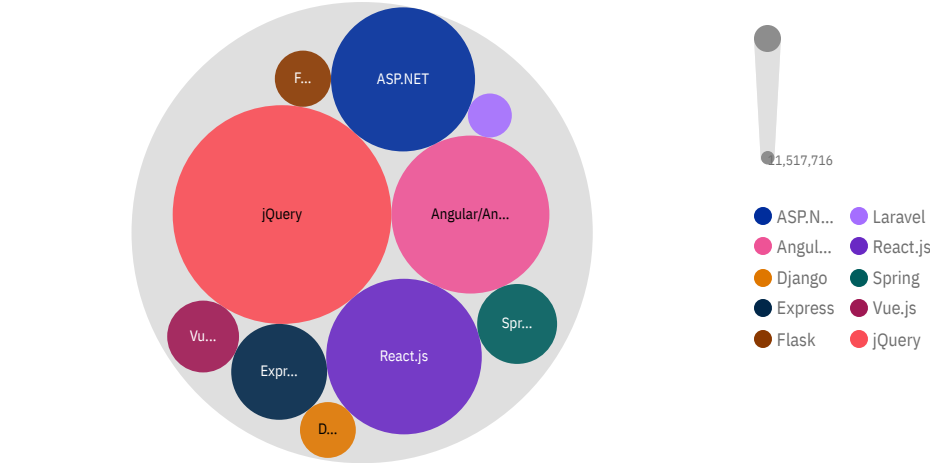 F...
ASP.NET
jQuery
Angular/An...
Vu...
Expr...
React.js
Spr...
D...
11,517,716
ASP.N...
Laravel
Angul...
React.js
Django
Spring
Express
Vue.js
Flask
jQuery